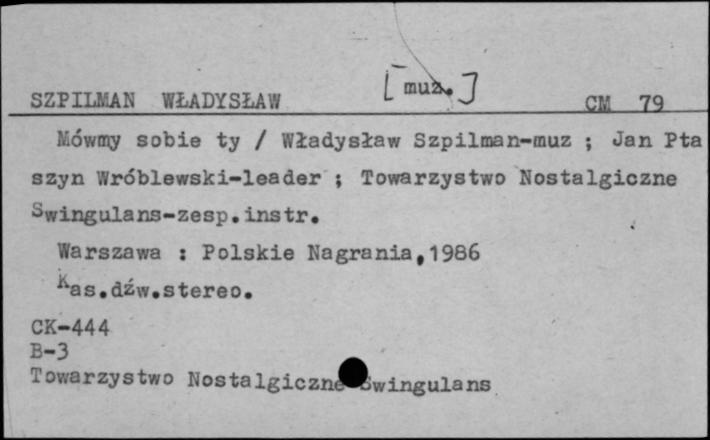 SZPILMAN WŁADYSŁAW [muz.] CM 79
Mówmy sobie ty / Władysław Szpilman-muz ; Jan Pta
szyn Wróblewski-leader ; Towarzystwo Nostalgiczne
Swingulans-zesp.instr.
Warszawa : Polskie Nagrania,1986
Kas.dźw.stereo.
CK-444
B-3
Towarzystwo Nostalgiczne Swingulans